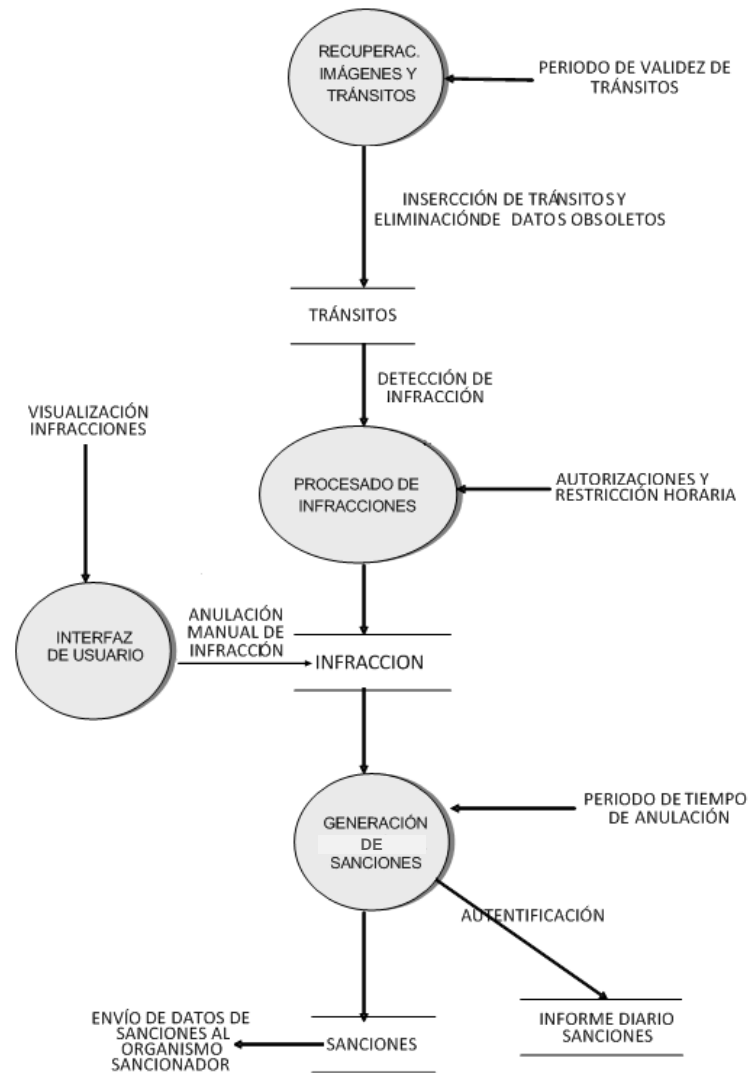 RECUPERAC.
IMÁGENES Y
TRÁNSITOS
PERIODO DE VALIDEZ DE
TRÁNSITOS
INSERCCIÓN DE TRÁNSITOS Y
ELIMINACIÓNDE DATOS OBSOLETOS
TRÁNSITOS
DETECCIÓN DE
INFRACCIÓN
VISUALIZACIÓN
INFRACCIONES
PROCESADO DE
INFRACCIONES
AUTORIZACIONES Y
RESTRICCIÓN HORARIA
INTERFAZ
DE USUARIO
ANULACIÓN
MANUAL DE
INFRACCIÓN
INFRACCION
GENERACIÓN
DE
SANCIONES
PERIODO DE TIEMPO
DE ANULACIÓN
AUTENTIFICACIÓN
ENVÍO DE DATOS DE
SANCIONES AL
ORGANISMO
SANCIONADOR
SANCIONES
INFORME DIARIO
SANCIONES